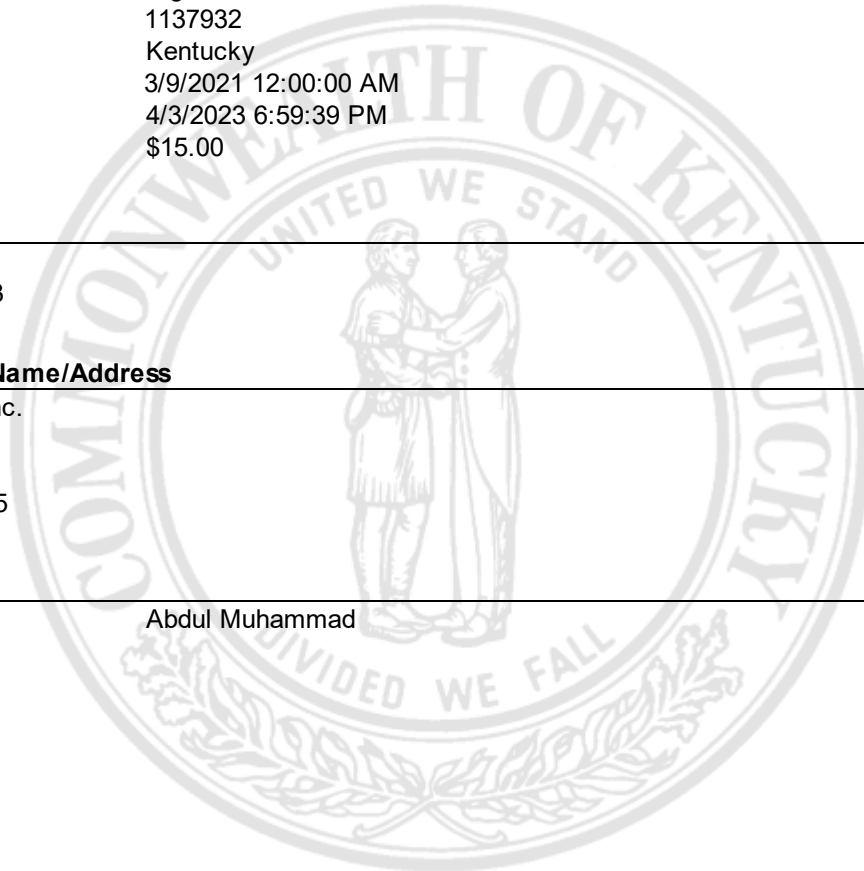 1137932
Kentucky
3/9/2021 12:00:00 AM
4/3/2023 6:59:39 PM
$15.00
COMMONWEALTH OF KENTUCKY
UNITED WE STAND
Name/Address
nc.
5
Abdul Muhammad
DIVIDED WE FALL